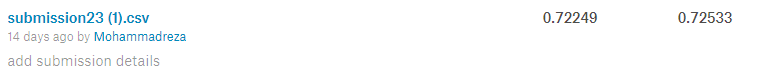 submission23 (1).csv 0.72249 0.72533
14 days ago by Mohammadreza
add submission details